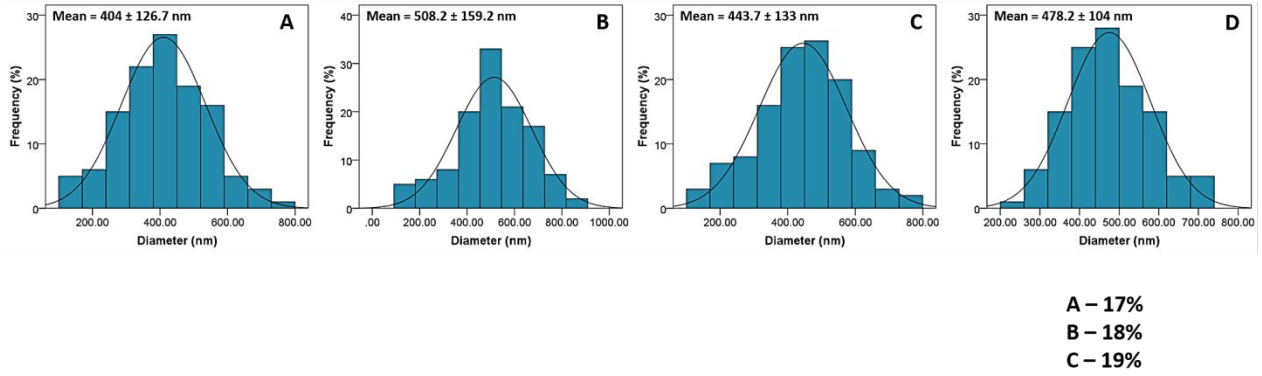 Mean = 404 ± 126.7 nm
A
30
20
10
0
Frequency (%)
200.00 400.00 600.00 800.00
Diameter (nm)
Mean = 508.2 ± 159.2 nm
B
40
30
20
10
0
Frequency (%)
.00 200.00 400.00 600.00 800.00 1000.00
Diameter (nm)
Mean = 443.7 ± 133 nm
C
30
20
10
0
Frequency (%)
200.00 400.00 600.00 800.00
Diameter (nm)
Mean = 478.2 ± 104 nm
D
30
20
10
0
Frequency (%)
200.00 300.00 400.00 500.00 600.00 700.00 800.00
Diameter (nm)
A – 17%
B – 18%
C – 19%